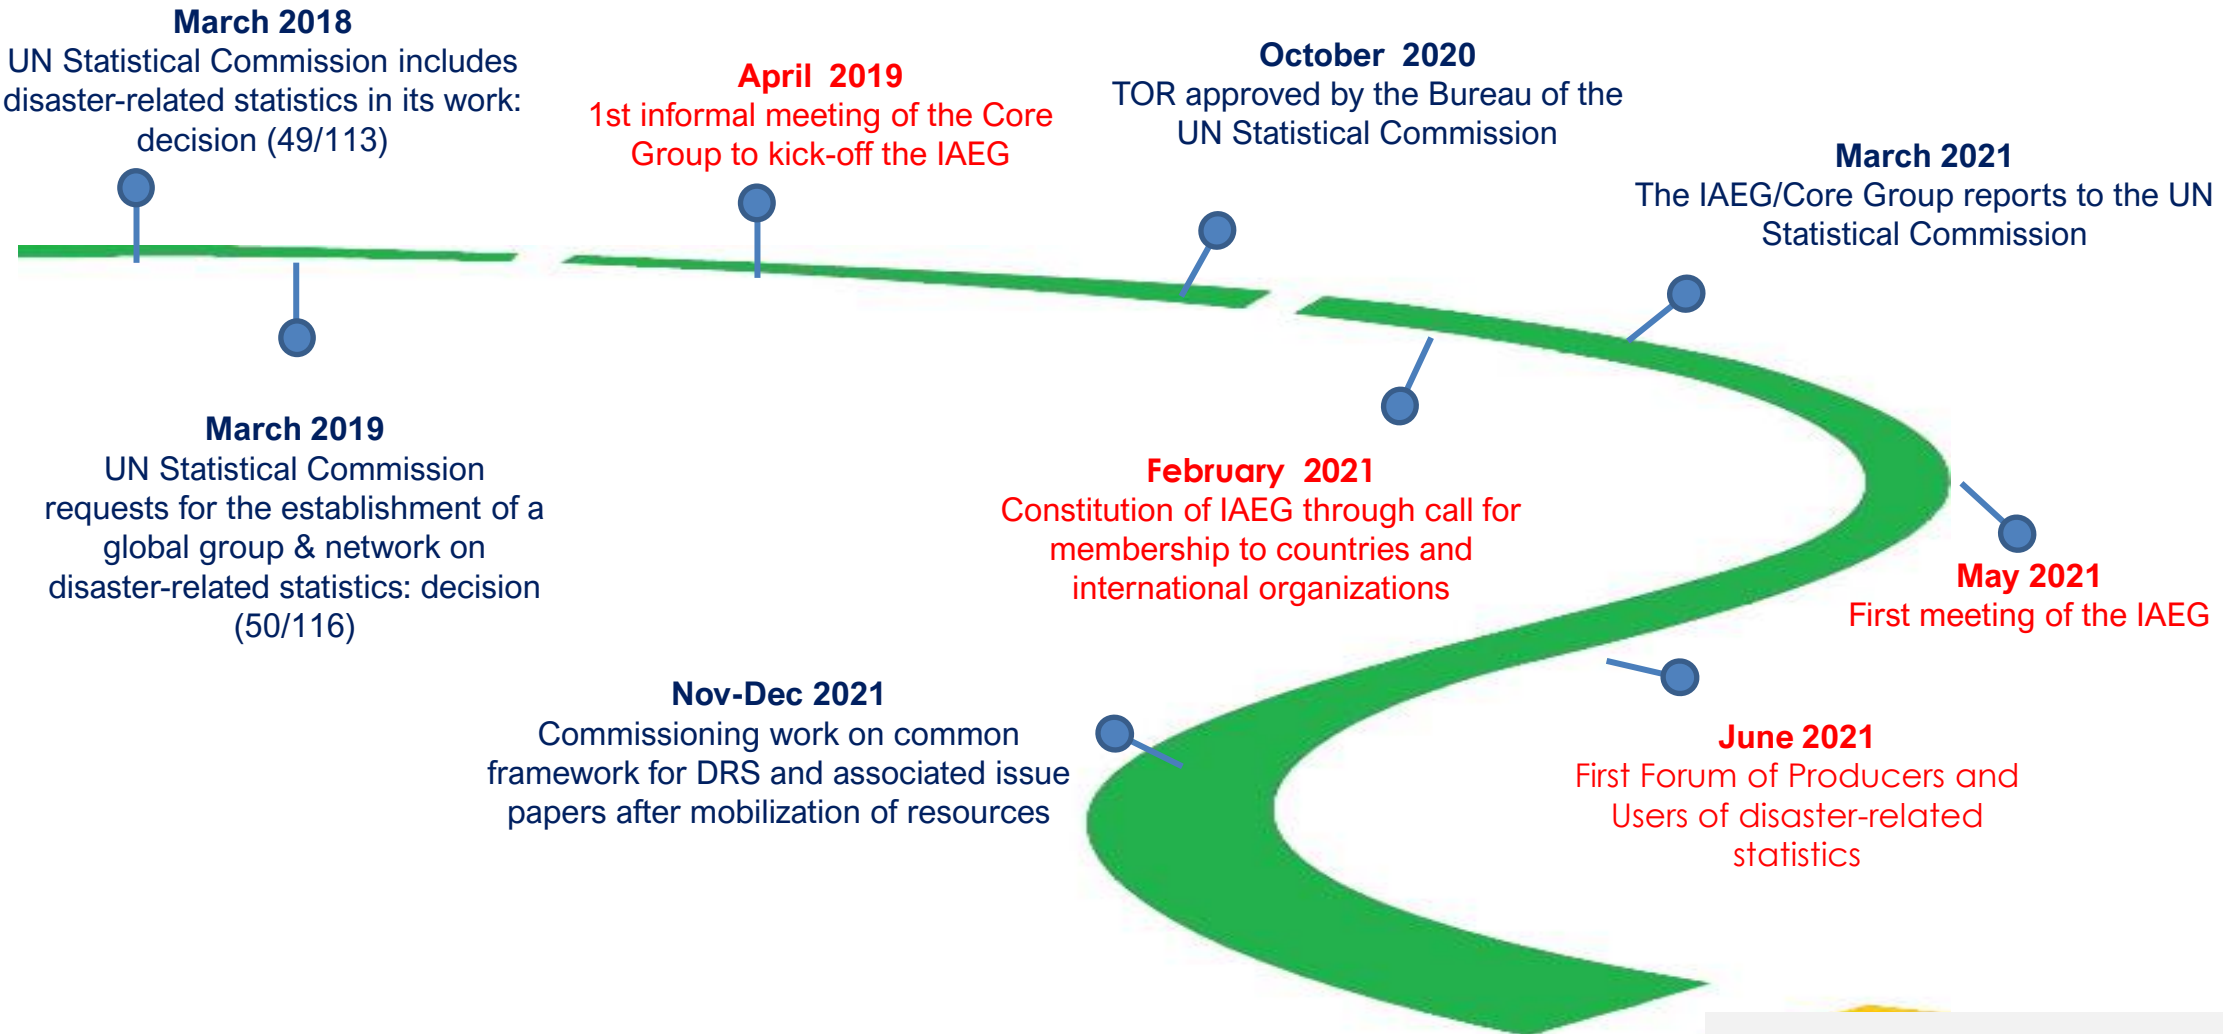 March 2018
UN Statistical Commission includes
disaster-related statistics in its work:
decision (49/113)
April 2019
1st informal meeting of the Core
Group to kick-off the IAEG
October 2020
TOR approved by the Bureau of the
UN Statistical Commission
March 2021
The IAEG/Core Group reports to the UN
Statistical Commission
March 2019
UN Statistical Commission
requests for the establishment of a
global group & network on
disaster-related statistics: decision
(50/116)
February 2021
Constitution of IAEG through call for
membership to countries and
international organizations
May 2021
First meeting of the IAEG
Nov-Dec 2021
Commissioning work on common
framework for DRS and associated issue
papers after mobilization of resources
June 2021
First Forum of Producers and
Users of disaster-related
statistics